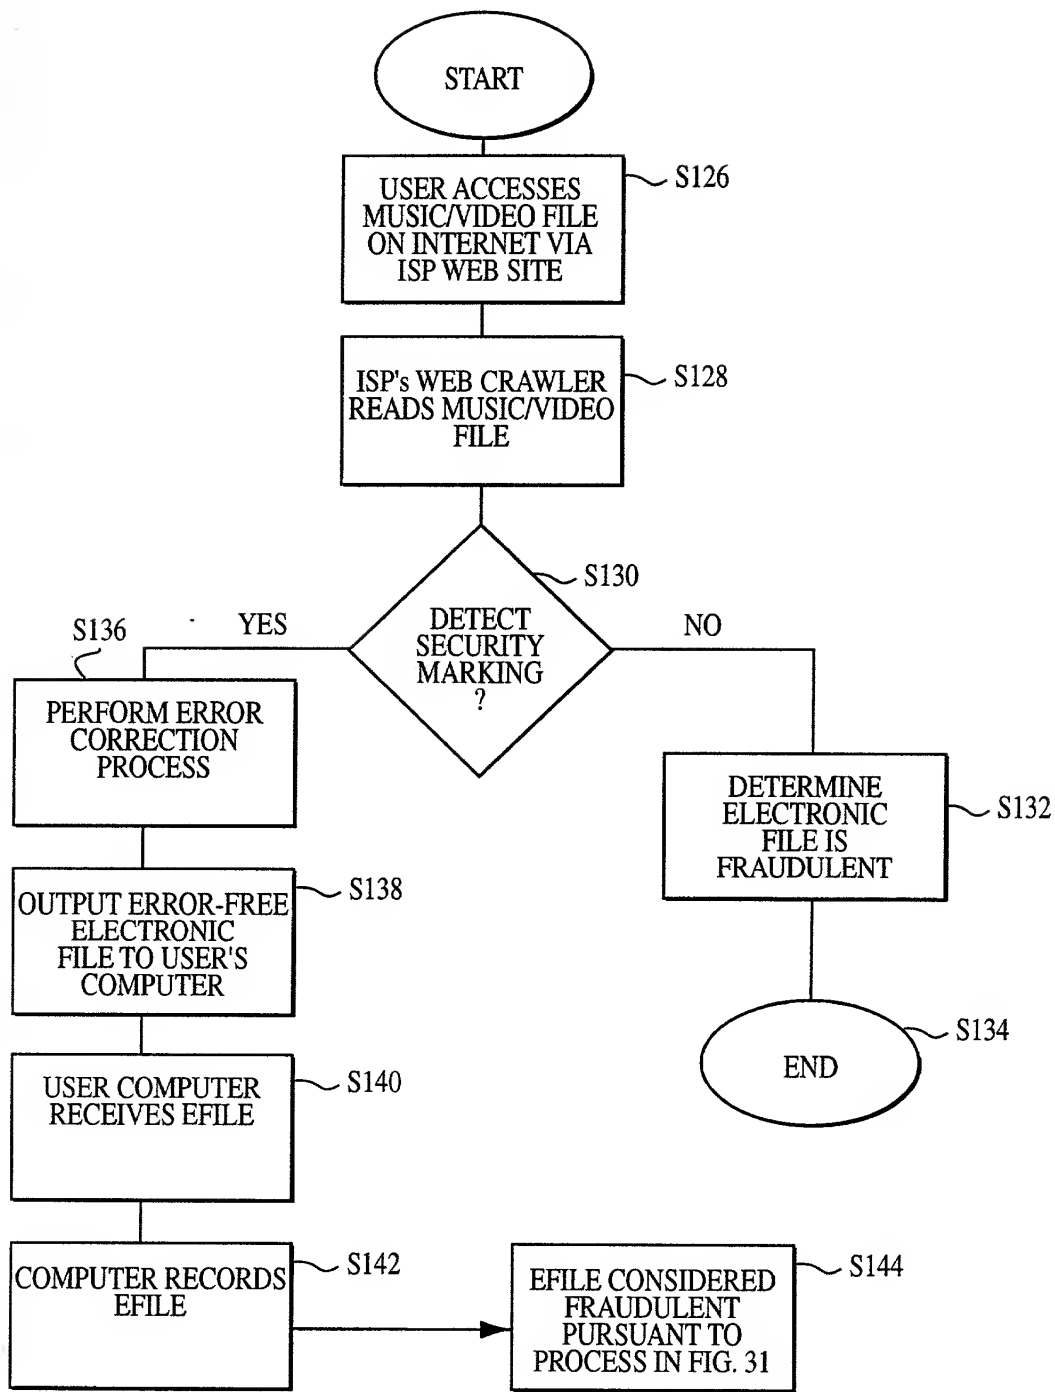 START
USER ACCESSES
MUSIC/VIDEO FILE
ON INTERNET VIA
ISP WEB SITE
S126
ISP's WEB CRAWLER
READS MUSIC/VIDEO
FILE
S128
DETECT
SECURITY
MARKING
?
S130
YES
NO
S136
PERFORM ERROR
CORRECTION
PROCESS
DETERMINE
ELECTRONIC
FILE IS
FRAUDULENT
S132
OUTPUT ERROR-FREE
ELECTRONIC
FILE TO USER'S
COMPUTER
S138
END
S134
USER COMPUTER
RECEIVES EFILE
S140
COMPUTER RECORDS
EFILE
S142
EFILE CONSIDERED
FRAUDULENT
PURSUANT TO
PROCESS IN FIG. 31
S144